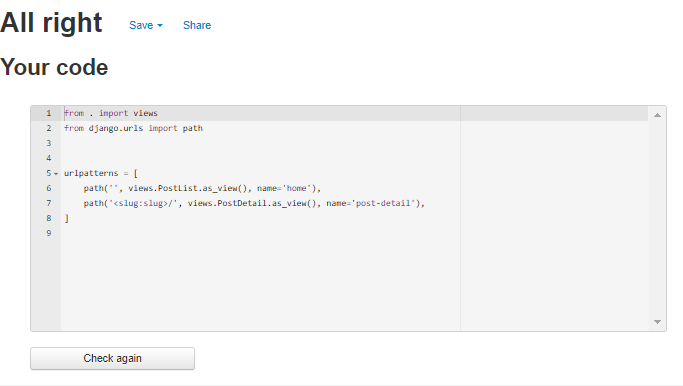 All right Save Share
Your code
1 from . import views
2 from django.urls import path
3
4
5 urlpatterns = [
6     path('', views.PostList.as_view(), name='home'),
7     path('<slug:slug>/', views.PostDetail.as_view(), name='post-detail'),
8 ]
9
Check again